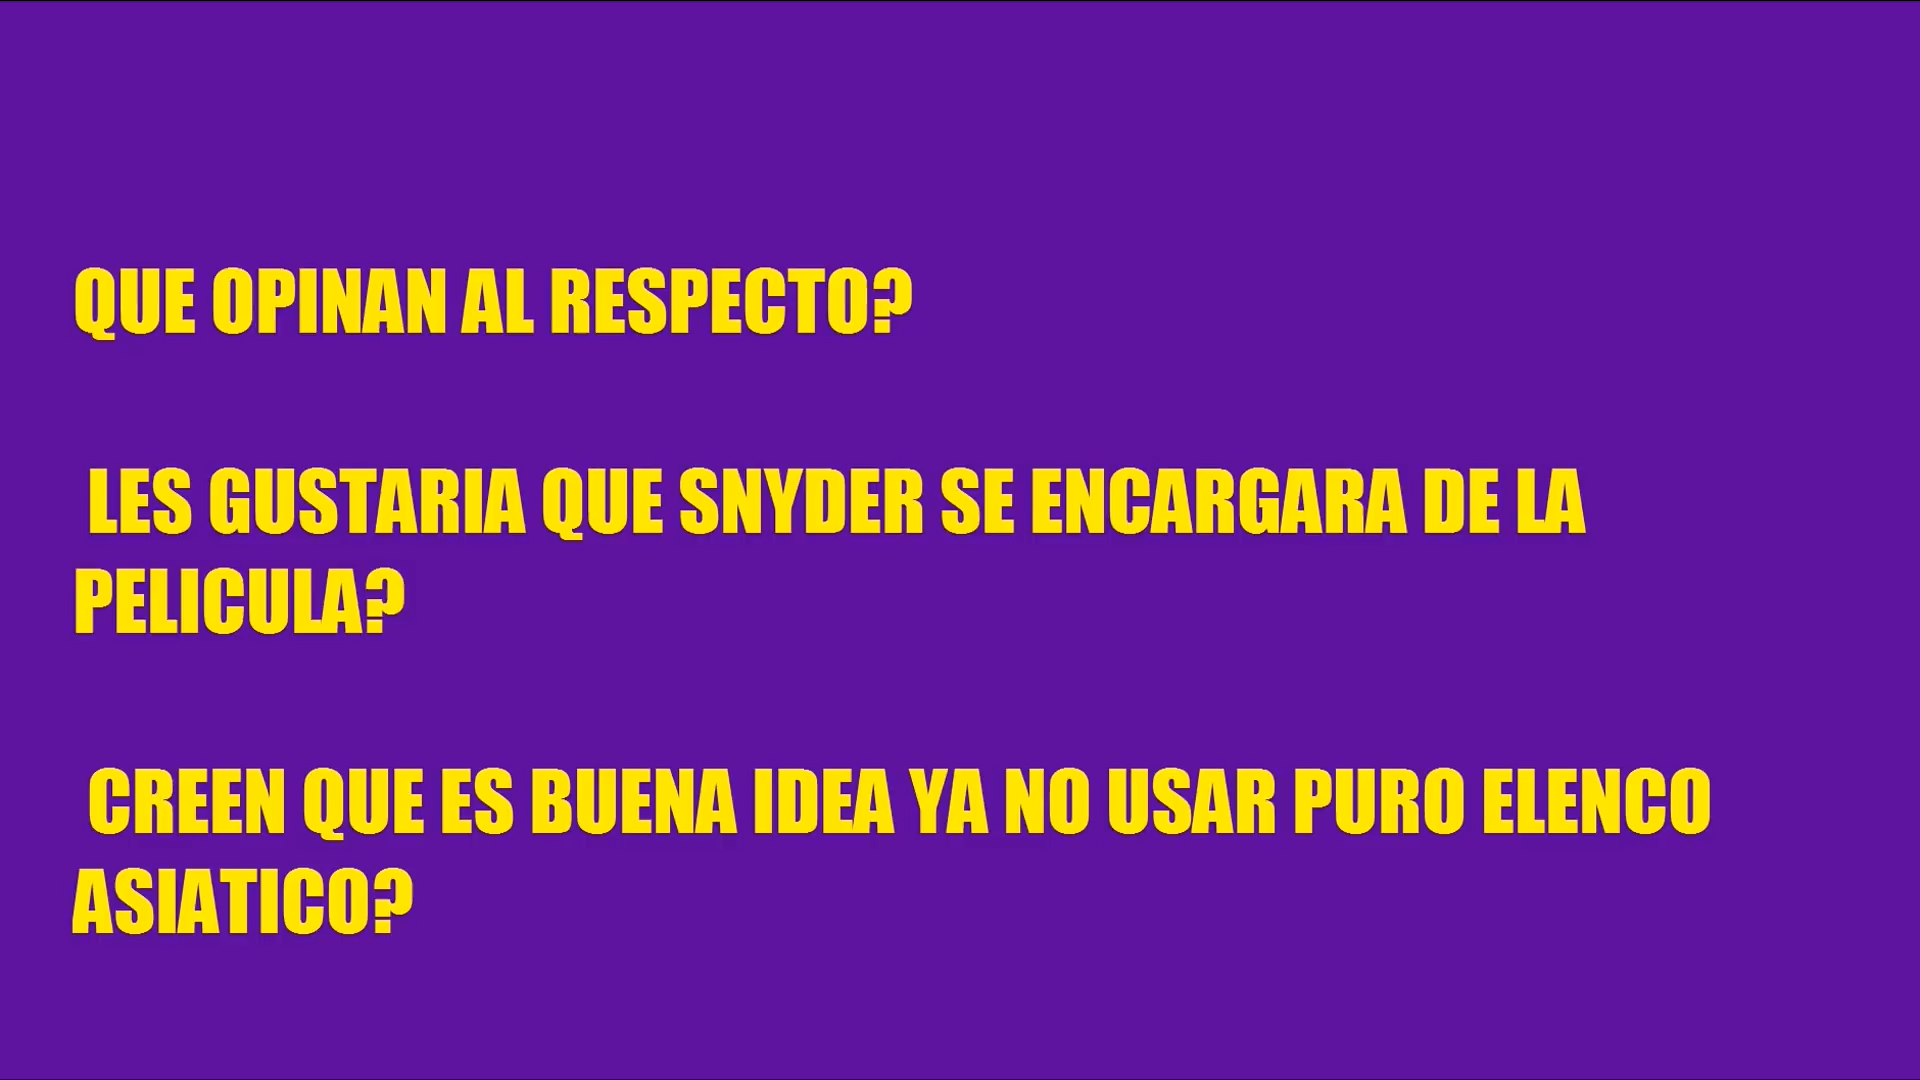 QUE OPINAN AL RESPECTO?
LES GUSTARIA QUE SNYDER SE ENCARGARA DE LA
PELICULA?
CREEN QUE ES BUENA IDEA YA NO USAR PURO ELENCO
ASIATICO?